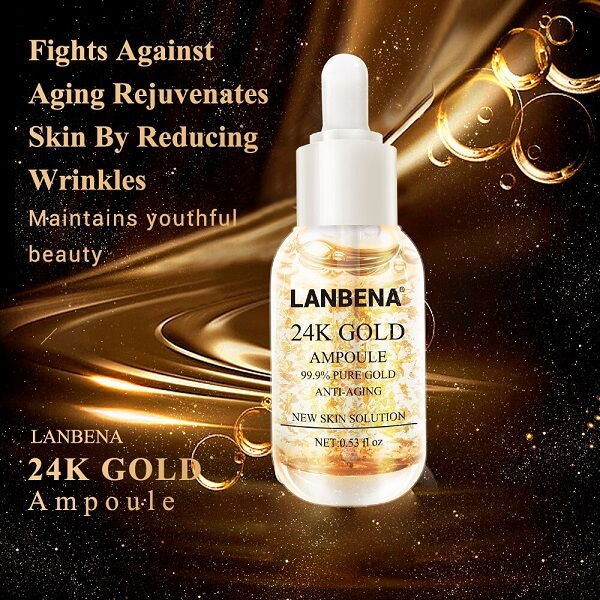 Fights Against
Aging Rejuvenates
Skin By Reducing
Wrinkles
Maintains youthful
beauty
LANBENA®
24K GOLD
AMPOULE
99.9% PURE GOLD
ANTI-AGING
NEW SKIN SOLUTION
NET:0.53 fl oz
LANBENA
24K GOLD
Ampoule